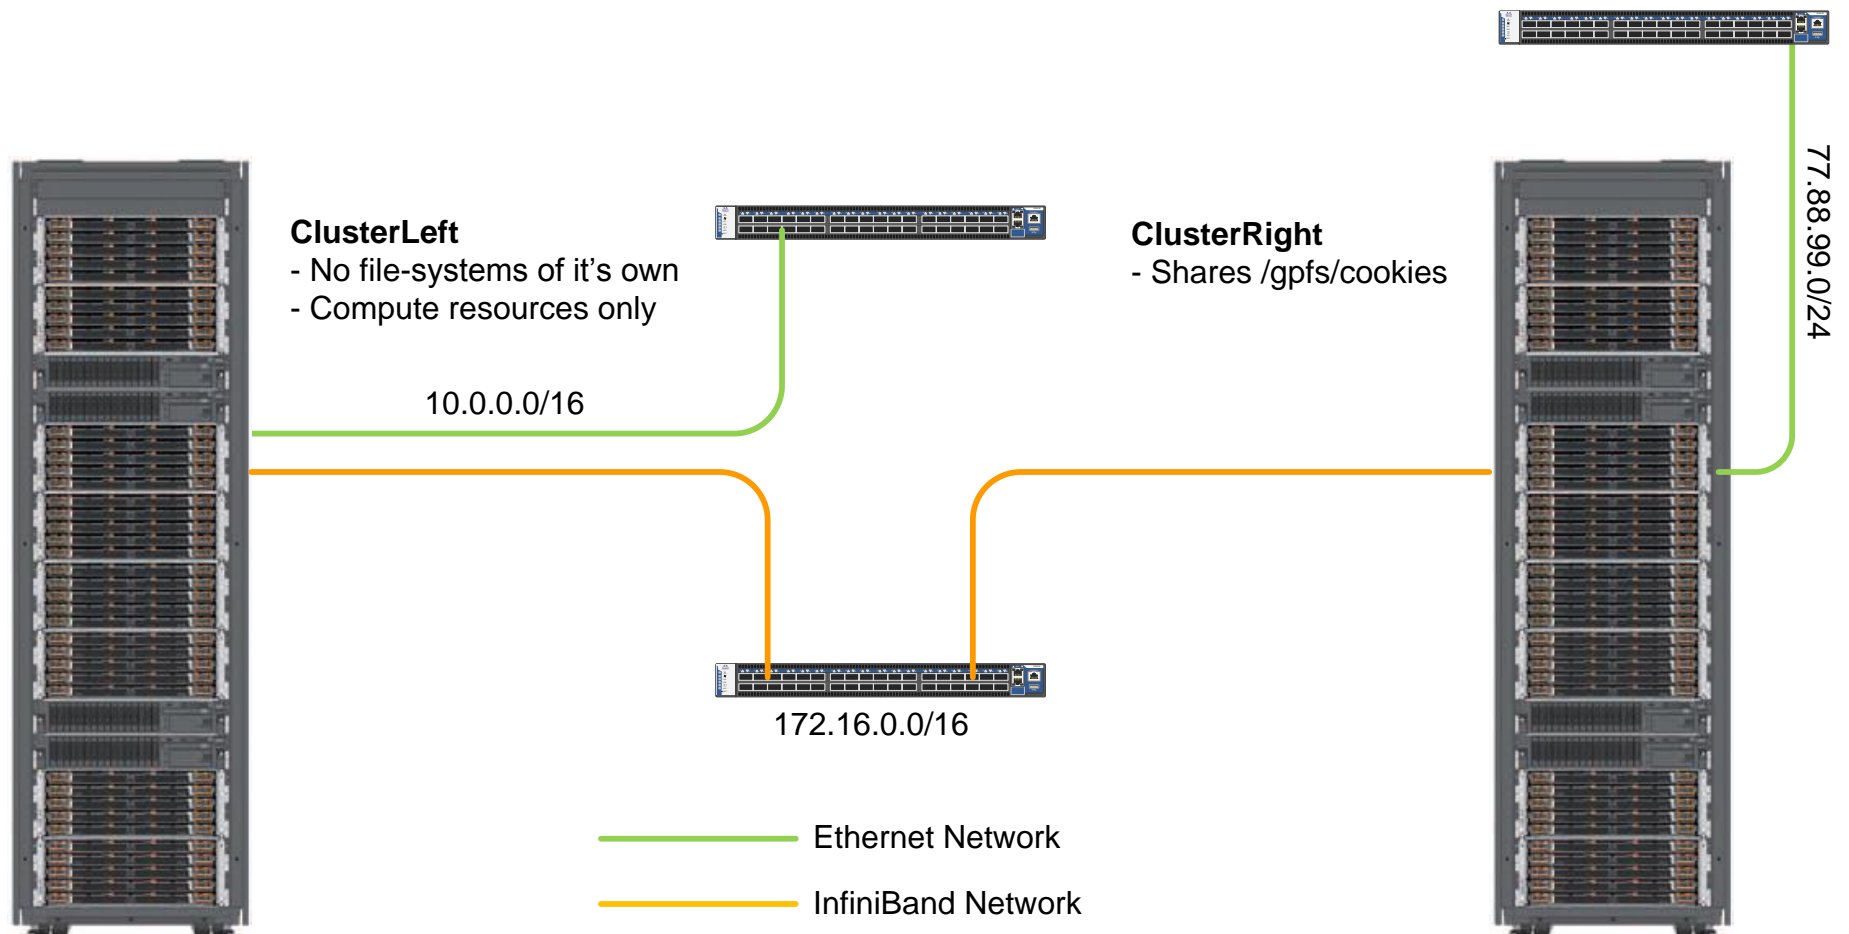 ClusterLeft
- No file-systems of it's own
- Compute resources only
ClusterRight
- Shares /gpfs/cookies
77.88.99.0/24
10.0.0.0/16
172.16.0.0/16
Ethernet Network
InfiniBand Network